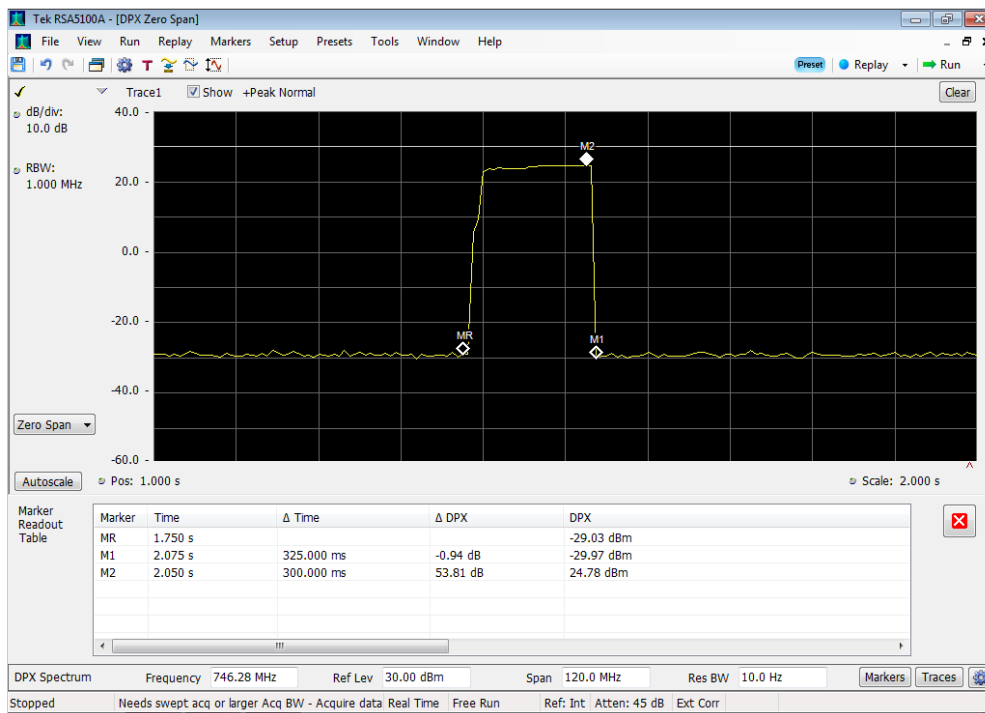 Tek RSA5100A - [DPX Zero Span]
File View Run Replay Markers Setup Presets Tools Window Help
T Preset Replay Run
Trace1 Show +Peak Normal Clear
dB/div:
10.0 dB
RBW:
1.000 MHz
40.0
20.0
0.0
-20.0
-40.0
-60.0
M2
MR
M1
Zero Span
Autoscale Pos: 1.000 s Scale: 2.000 s
Marker Readout Table
Marker Time Δ Time Δ DPX DPX
MR 1.750 s -29.03 dBm
M1 2.075 s 325.000 ms -0.94 dB -29.97 dBm
M2 2.050 s 300.000 ms 53.81 dB 24.78 dBm
DPX Spectrum Frequency 746.28 MHz Ref Lev 30.00 dBm Span 120.0 MHz Res BW 10.0 Hz Markers Traces
Stopped Needs swept acq or larger Acq BW - Acquire data Real Time Free Run Ref: Int Atten: 45 dB Ext Corr